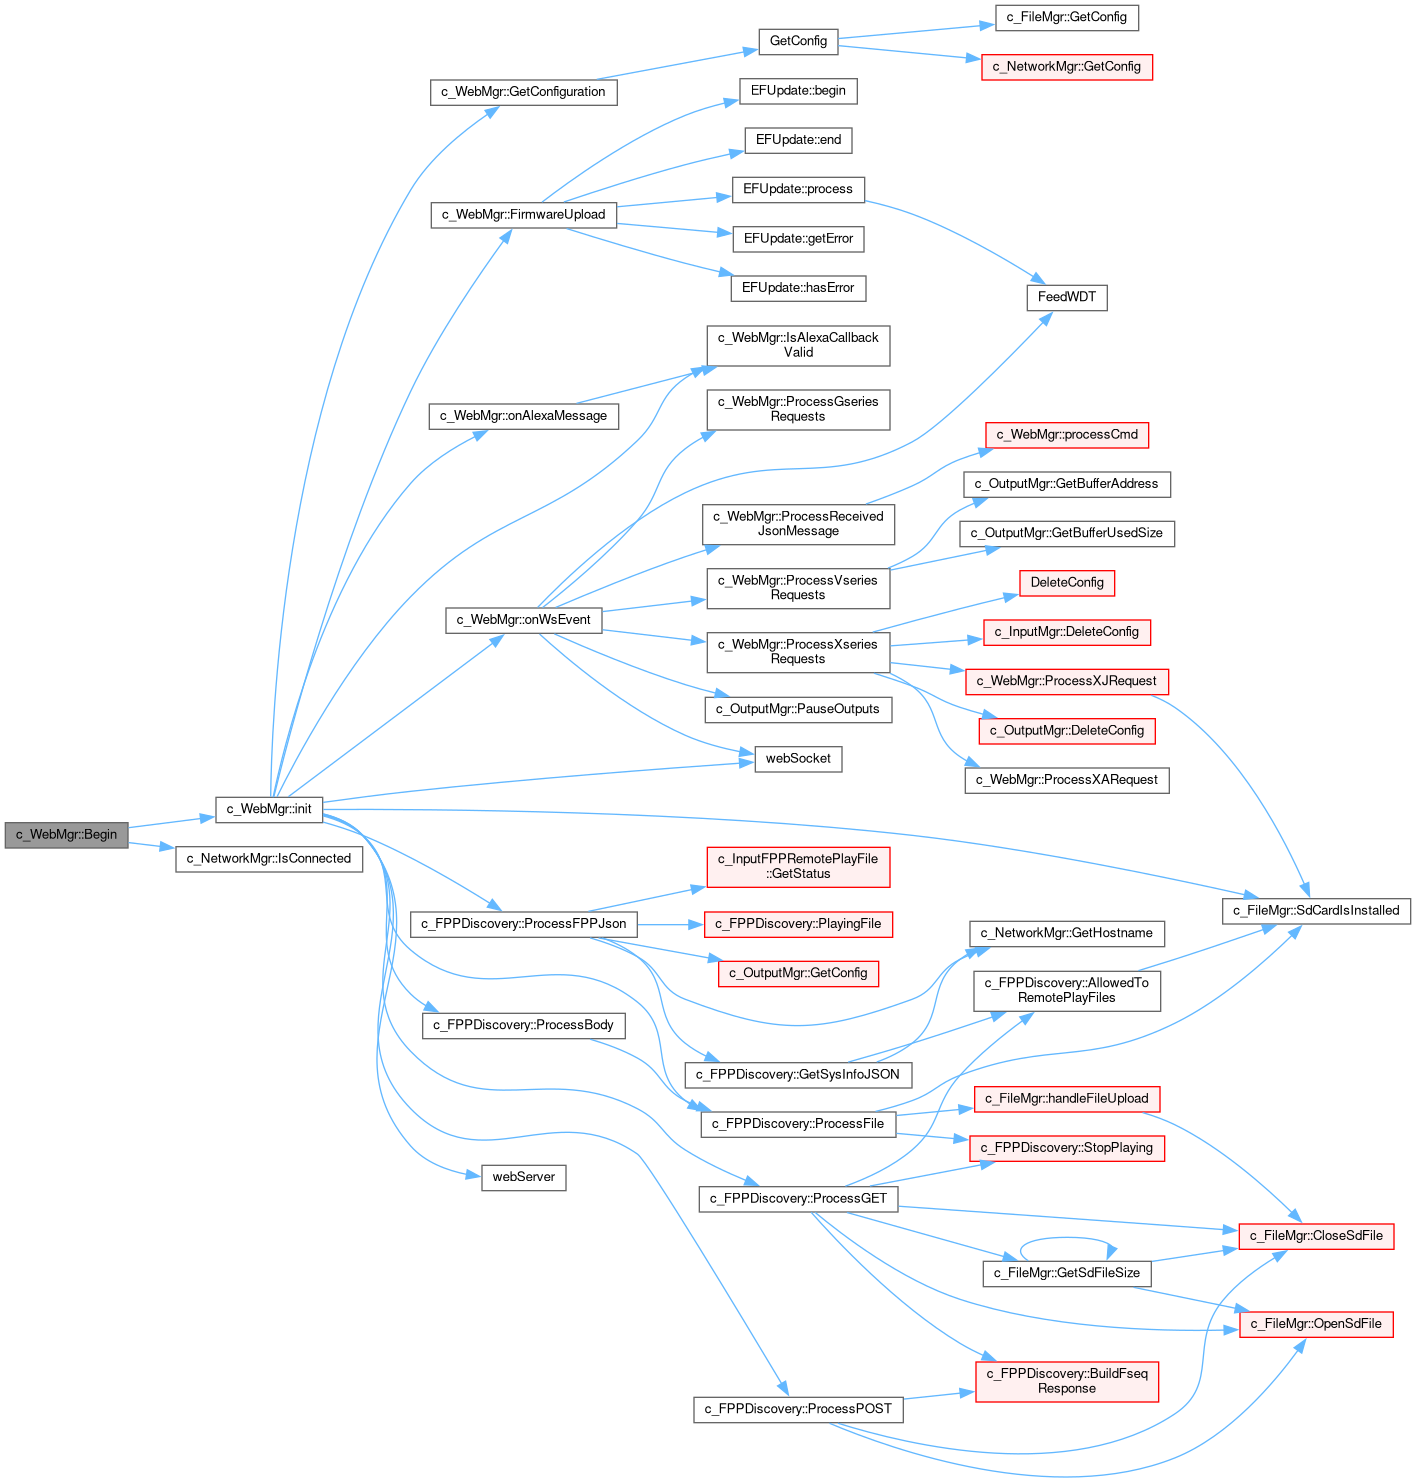 c_WebMgr::Begin
c_WebMgr::init
c_NetworkMgr::IsConnected
c_WebMgr::GetConfiguration
c_WebMgr::FirmwareUpload
c_WebMgr::onAlexaMessage
c_WebMgr::onWsEvent
c_FPPDiscovery::ProcessFPPJson
c_FPPDiscovery::ProcessBody
webServer
GetConfig
EFUpdate::begin
EFUpdate::end
EFUpdate::process
EFUpdate::getError
EFUpdate::hasError
c_WebMgr::IsAlexaCallback
Valid
c_WebMgr::ProcessGseries
Requests
c_WebMgr::ProcessReceived
JsonMessage
c_WebMgr::ProcessVseries
Requests
c_WebMgr::ProcessXseries
Requests
c_OutputMgr::PauseOutputs
webSocket
c_InputFPPRemotePlayFile
::GetStatus
c_FPPDiscovery::PlayingFile
c_OutputMgr::GetConfig
c_FPPDiscovery::GetSysInfoJSON
c_FPPDiscovery::ProcessFile
c_FPPDiscovery::ProcessGET
c_FPPDiscovery::ProcessPOST
c_FileMgr::GetConfig
c_NetworkMgr::GetConfig
FeedWDT
c_WebMgr::processCmd
c_OutputMgr::GetBufferAddress
c_OutputMgr::GetBufferUsedSize
DeleteConfig
c_InputMgr::DeleteConfig
c_WebMgr::ProcessXJRequest
c_OutputMgr::DeleteConfig
c_WebMgr::ProcessXARequest
c_NetworkMgr::GetHostname
c_FPPDiscovery::AllowedTo
RemotePlayFiles
c_FileMgr::handleFileUpload
c_FPPDiscovery::StopPlaying
c_FileMgr::GetSdFileSize
c_FPPDiscovery::BuildFseq
Response
c_FileMgr::SdCardIsInstalled
c_FileMgr::CloseSdFile
c_FileMgr::OpenSdFile